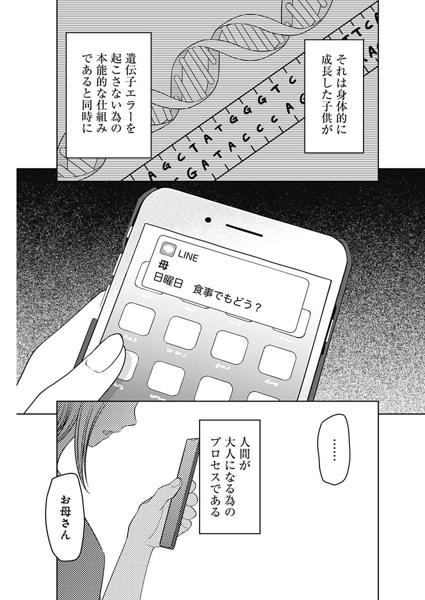 それは身体的に
成長した子供が
遺伝子エラーを
起こさない為の
本能的な仕組み
であると同時に
TTCA
AGCTATGGGTC
CGATACCCAG
LINE
母
日曜日　食事でもどう？
……
人間が
大人になる為の
プロセスである
お母さん